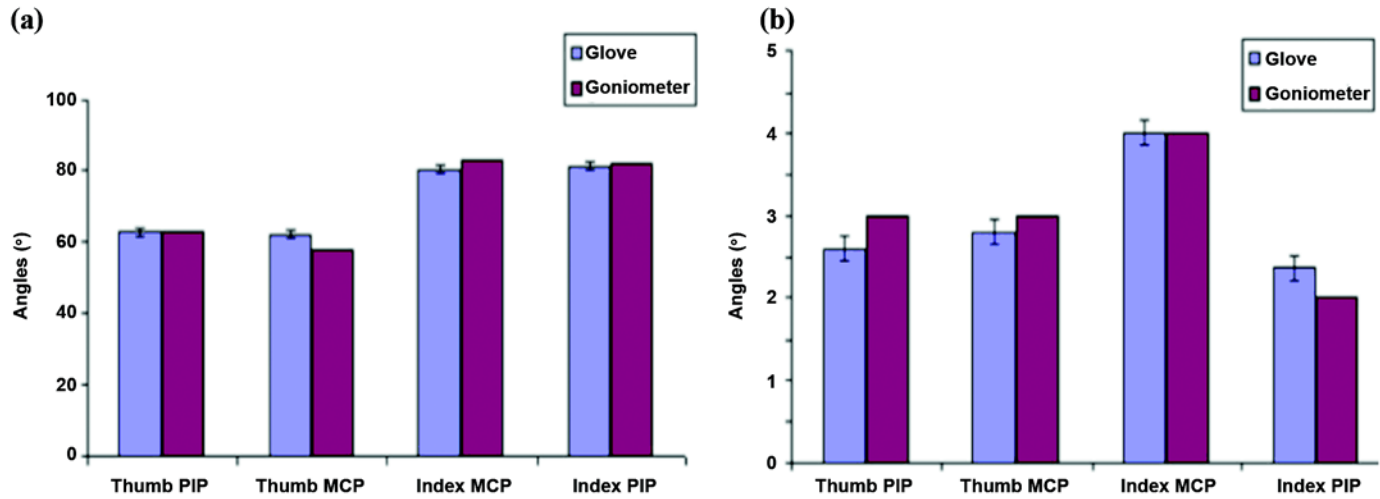 (a)
Glove
Goniometer
100
80
60
40
20
0
Angles (°)
Thumb PIP Thumb MCP Index MCP Index PIP
(b)
Glove
Goniometer
5
4
3
2
1
0
Angles (°)
Thumb PIP Thumb MCP Index MCP Index PIP